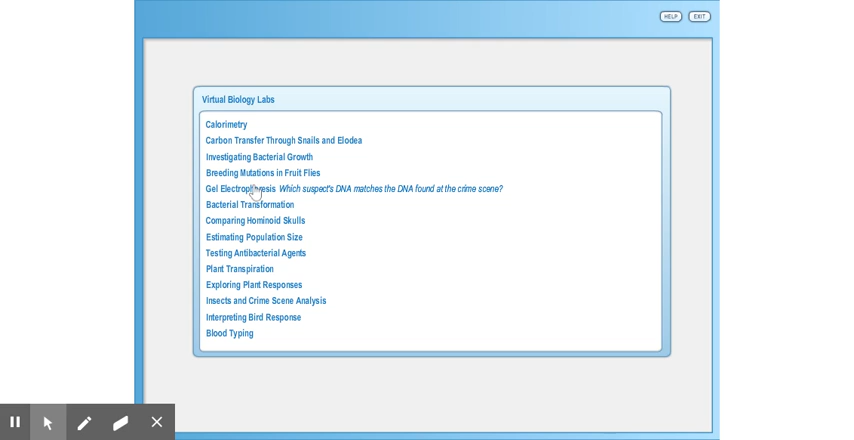 HELP EXIT
Virtual Biology Labs
Calorimetry
Carbon Transfer Through Snails and Elodea
Investigating Bacterial Growth
Breeding Mutations in Fruit Flies
Gel Electrophoresis Which suspect's DNA matches the DNA found at the crime scene?
Bacterial Transformation
Comparing Hominoid Skulls
Estimating Population Size
Testing Antibacterial Agents
Plant Transpiration
Exploring Plant Responses
Insects and Crime Scene Analysis
Interpreting Bird Response
Blood Typing